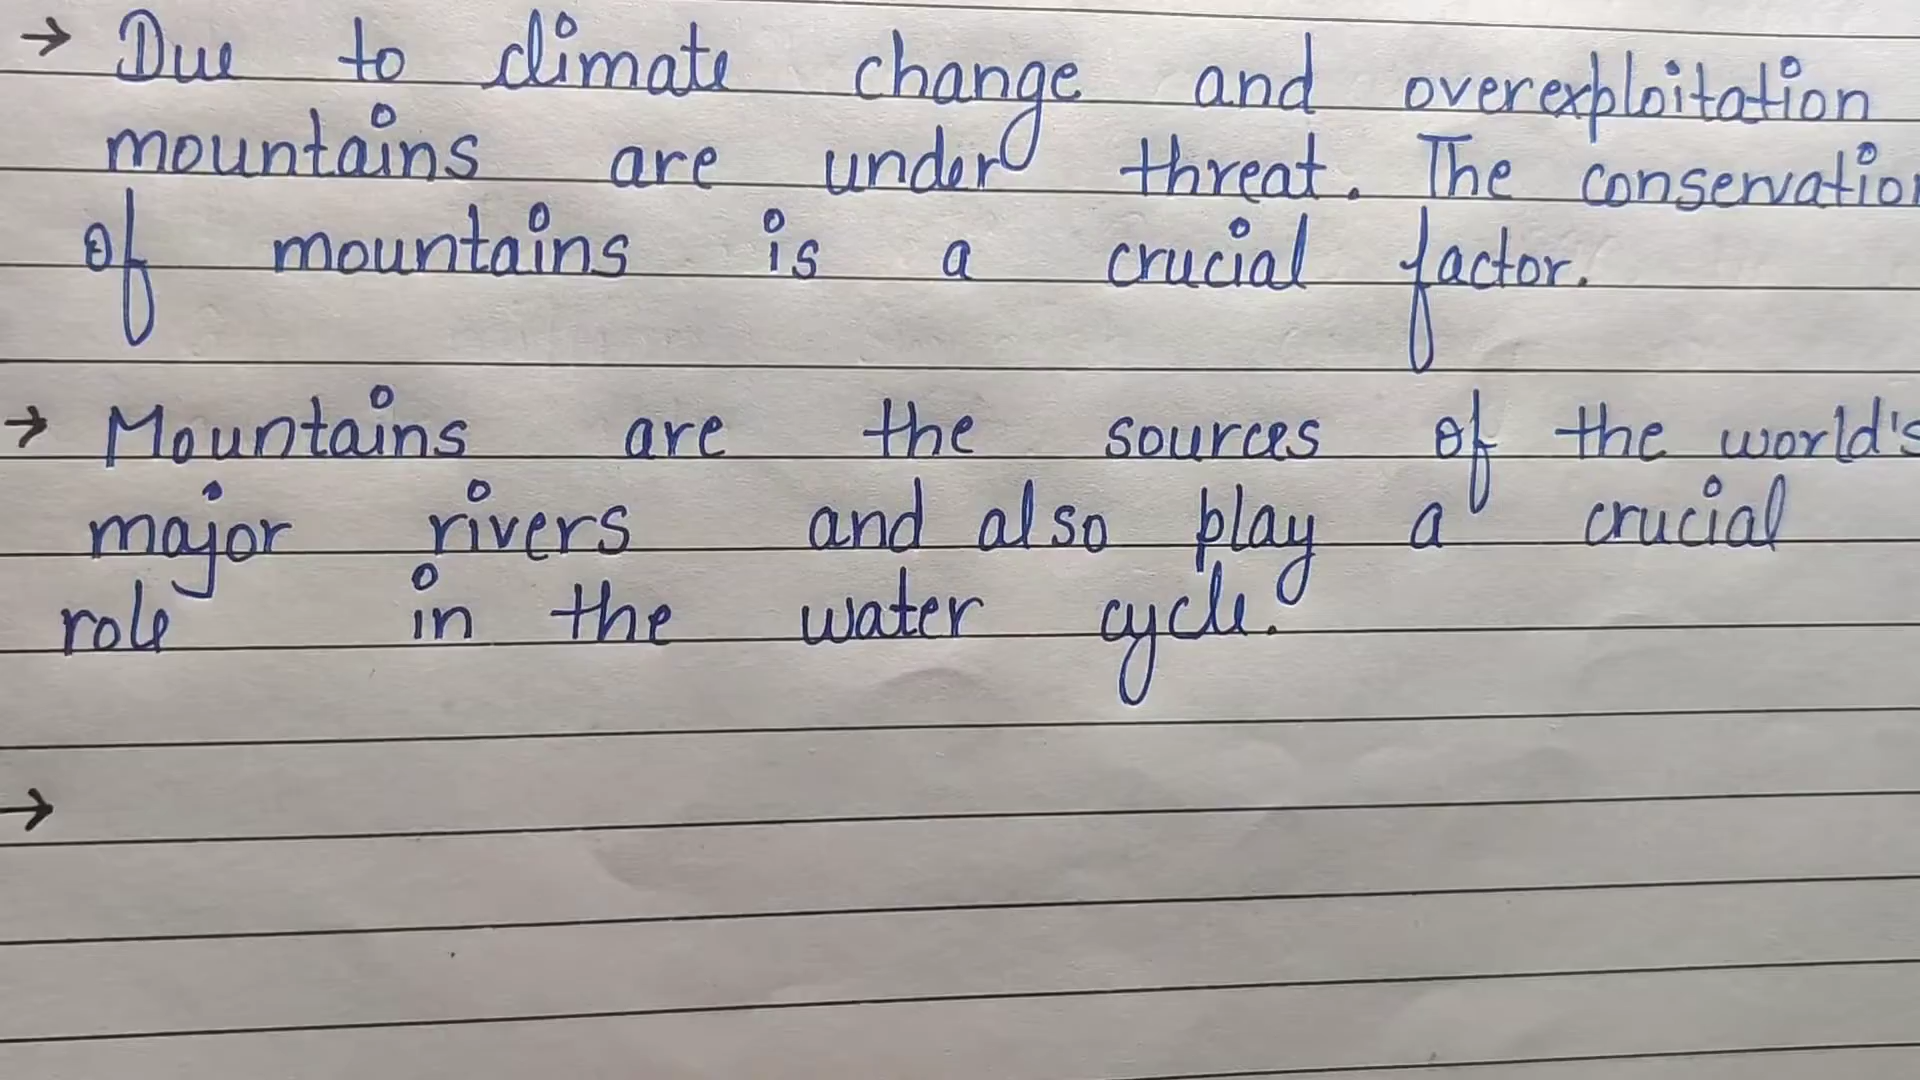 → Due to climate change and overexploitation
mountains are under threat. The conservation
of mountains is a crucial factor.
→ Mountains are the sources of the world's
major rivers and also play a crucial
role in the water cycle.
→